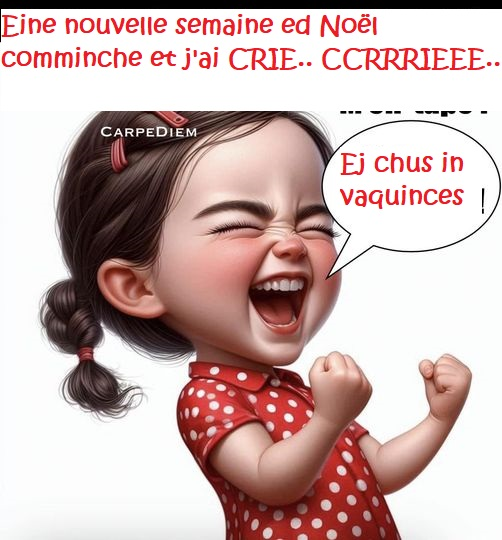 Eine nouvelle semaine ed Noël
comminche et j'ai CRIE.. CCRRRIEEE..
CARPEDIEM
Ej chus in
vaquinces !